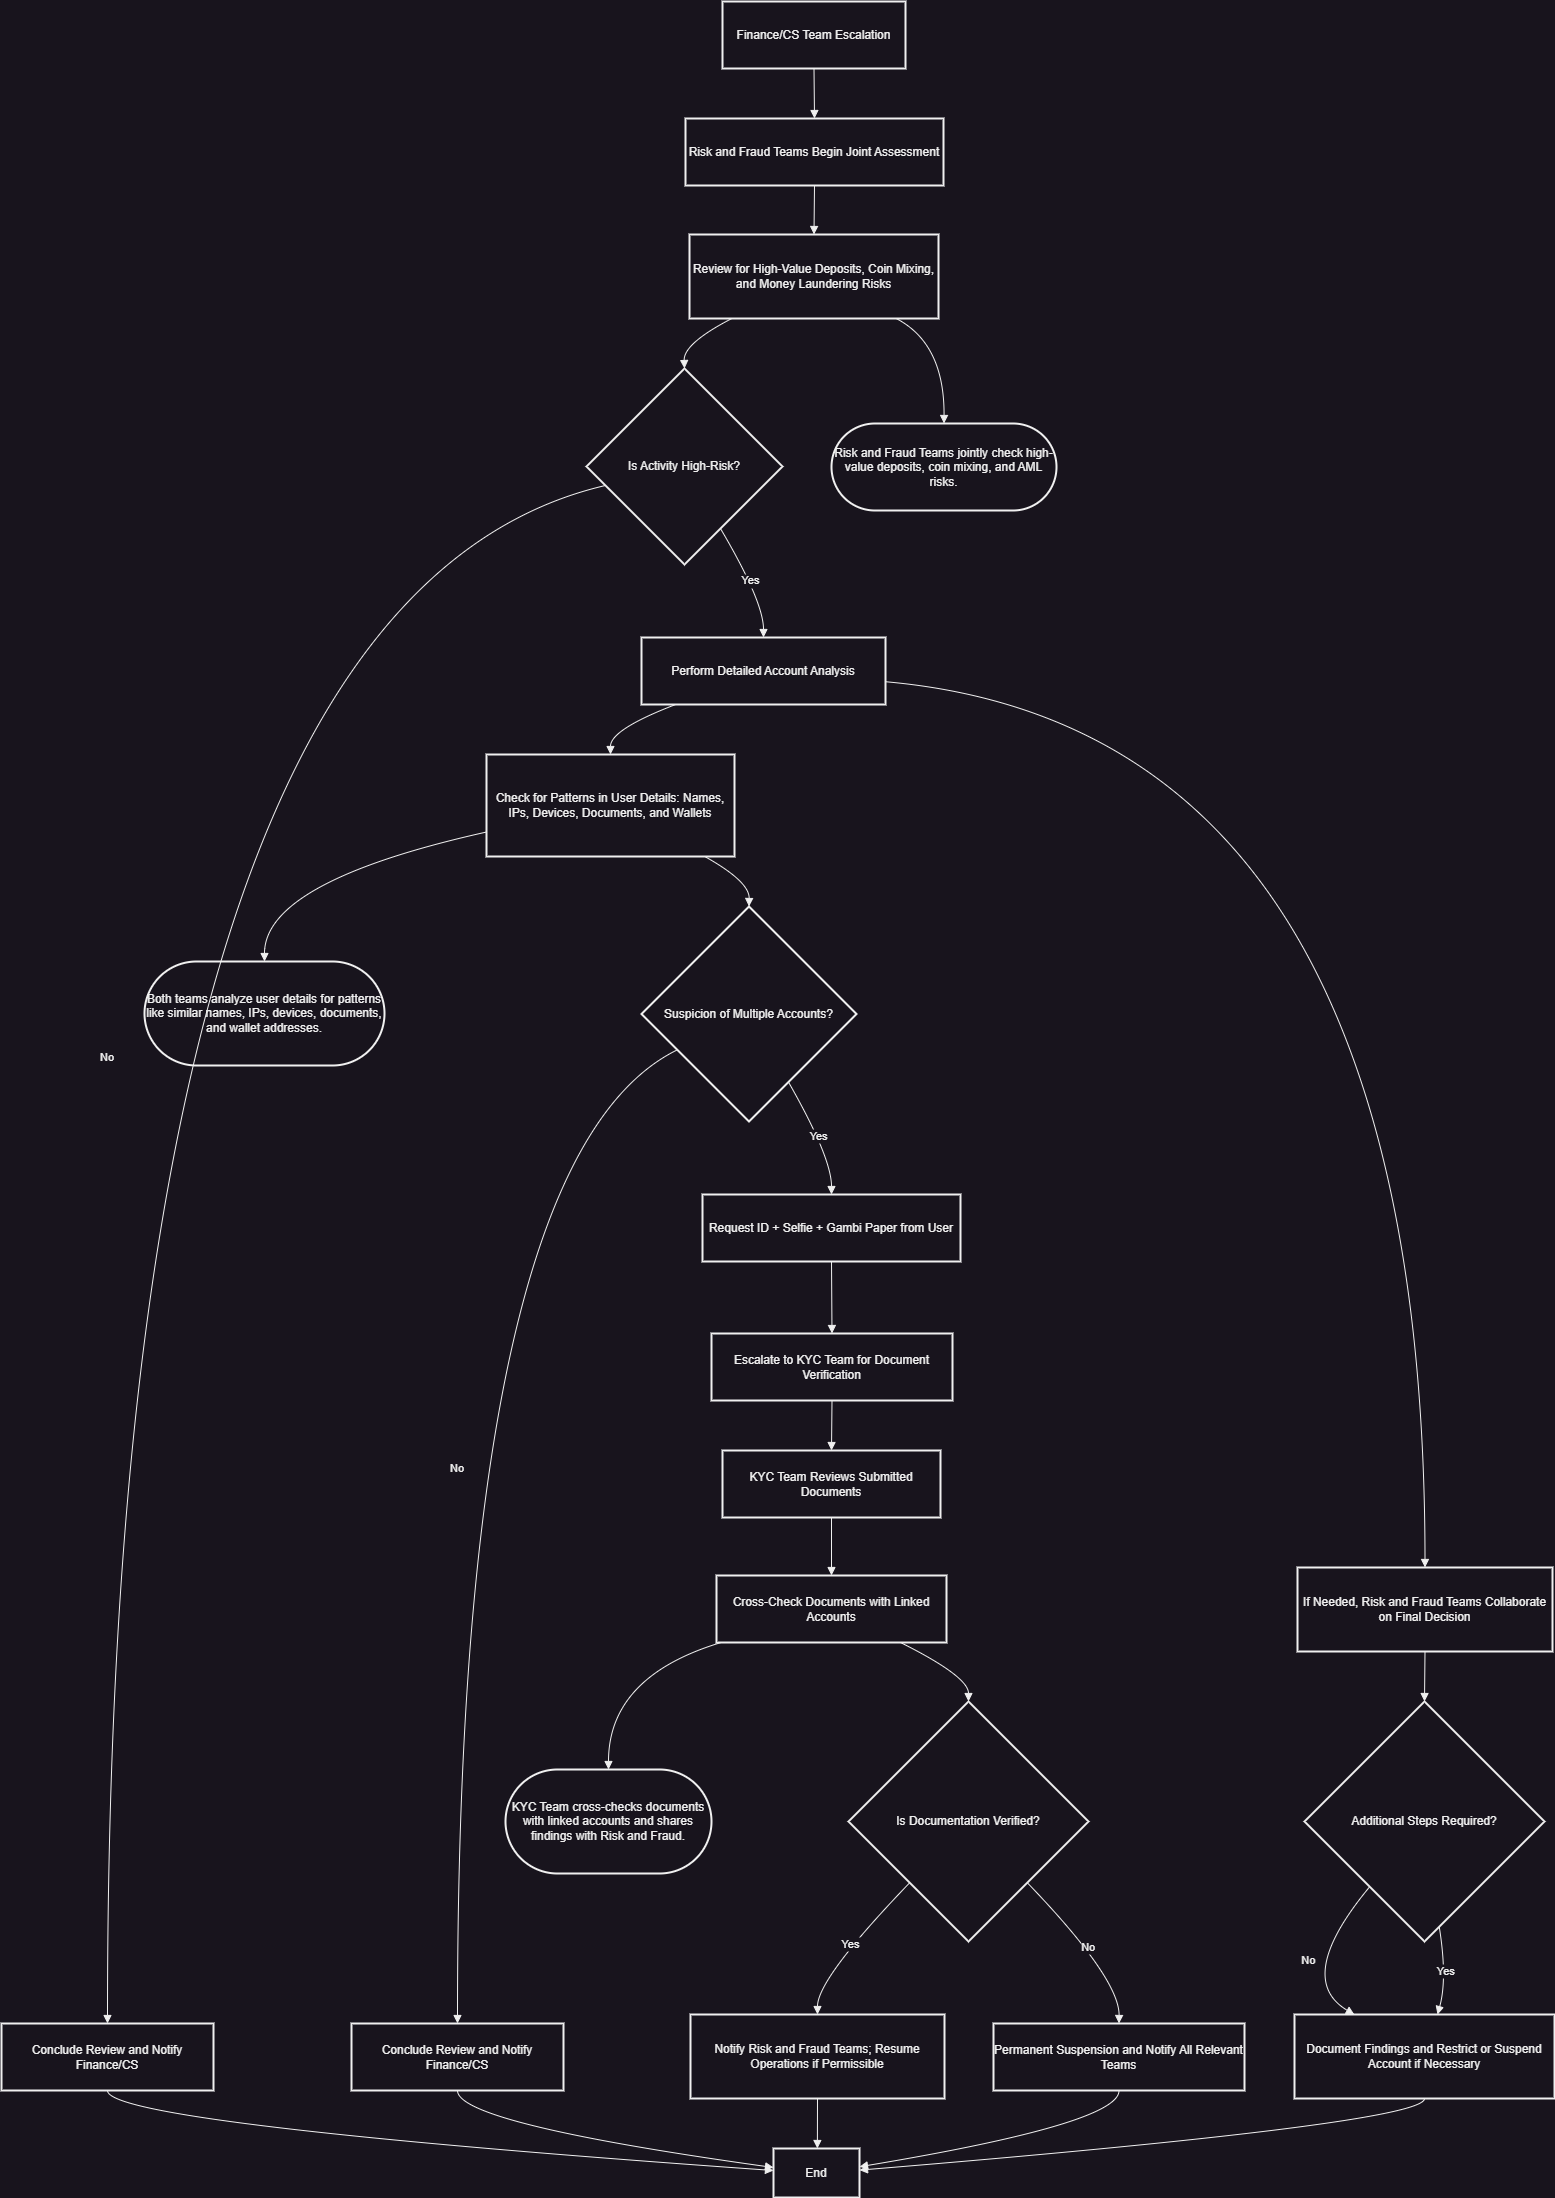 Finance/CS Team Escalation
Risk and Fraud Teams Begin Joint Assessment
Review for High-Value Deposits, Coin Mixing,
and Money Laundering Risks
Is Activity High-Risk?
Risk and Fraud Teams jointly check high-
value deposits, coin mixing, and AML
risks.
Yes
Perform Detailed Account Analysis
Check for Patterns in User Details: Names,
IPs, Devices, Documents, and Wallets
Both teams analyze user details for patterns
like similar names, IPs, devices, documents,
and wallet addresses.
Suspicion of Multiple Accounts?
No
Yes
Request ID + Selfie + Gambi Paper from User
Escalate to KYC Team for Document
Verification
No
KYC Team Reviews Submitted
Documents
Cross-Check Documents with Linked
Accounts
If Needed, Risk and Fraud Teams Collaborate
on Final Decision
KYC Team cross-checks documents
with linked accounts and shares
findings with Risk and Fraud.
Is Documentation Verified?
Additional Steps Required?
Yes
No
No
Yes
Conclude Review and Notify
Finance/CS
Conclude Review and Notify
Finance/CS
Notify Risk and Fraud Teams; Resume
Operations if Permissible
Permanent Suspension and Notify All Relevant
Teams
Document Findings and Restrict or Suspend
Account if Necessary
End